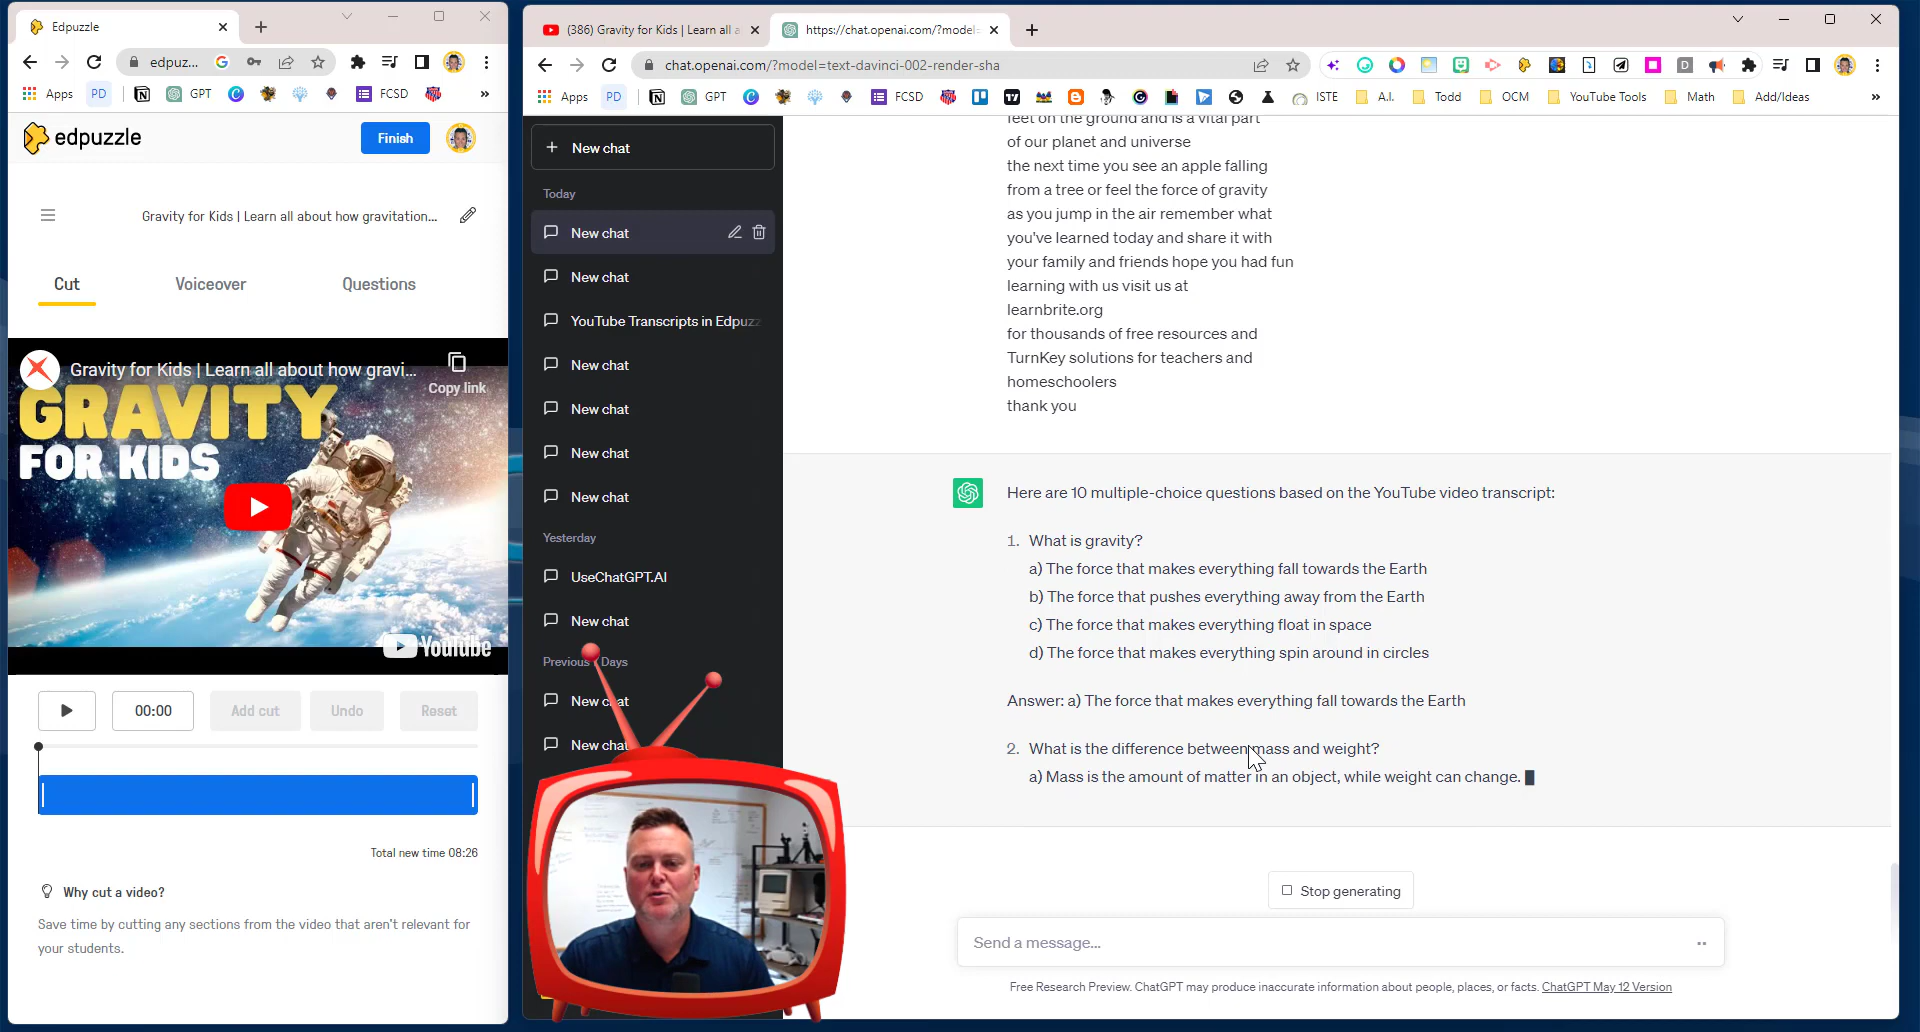 Edpuzzle
edpuz...
Apps
PD
GPT
FCSD
»
edpuzzle
Finish
Gravity for Kids | Learn all about how gravitation...
Cut
Voiceover
Questions
Gravity for Kids | Learn all about how gravi...
Copy link
GRAVITY
FOR KIDS
YouTube
00:00
Add cut
Undo
Reset
Total new time 08:26
Why cut a video?
Save time by cutting any sections from the video that aren't relevant for
your students.
(386) Gravity for Kids | Learn all a
https://chat.openai.com/?model=
chat.openai.com/?model=text-davinci-002-render-sha
Apps
PD
GPT
FCSD
ISTE
A.I.
Todd
OCM
YouTube Tools
Math
Add/Ideas
»
New chat
Today
New chat
New chat
YouTube Transcripts in Edpuzz
New chat
New chat
New chat
New chat
Yesterday
UseChatGPT.AI
New chat
Previous Days
New chat
New chat
feet on the ground and is a vital part
of our planet and universe
the next time you see an apple falling
from a tree or feel the force of gravity
as you jump in the air remember what
you've learned today and share it with
your family and friends hope you had fun
learning with us visit us at
learnbrite.org
for thousands of free resources and
TurnKey solutions for teachers and
homeschoolers
thank you
Here are 10 multiple-choice questions based on the YouTube video transcript:
1. What is gravity?
a) The force that makes everything fall towards the Earth
b) The force that pushes everything away from the Earth
c) The force that makes everything float in space
d) The force that makes everything spin around in circles
Answer: a) The force that makes everything fall towards the Earth
2. What is the difference between mass and weight?
a) Mass is the amount of matter in an object, while weight can change.
Stop generating
Send a message...
Free Research Preview. ChatGPT may produce inaccurate information about people, places, or facts. ChatGPT May 12 Version